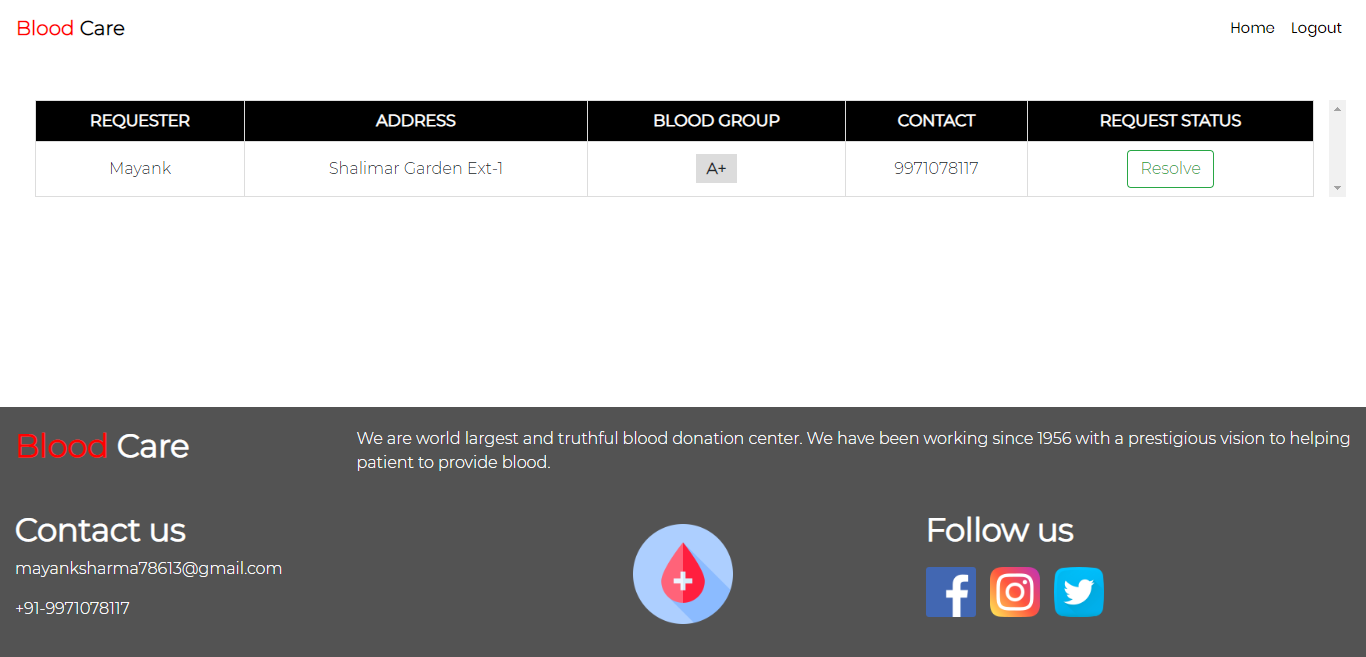 Blood Care
Home Logout
REQUESTER ADDRESS BLOOD GROUP CONTACT REQUEST STATUS
Mayank Shalimar Garden Ext-1 A+ 9971078117 Resolve
Blood Care
We are world largest and truthful blood donation center. We have been working since 1956 with a prestigious vision to helping
patient to provide blood.
Contact us
mayanksharma78613@gmail.com
+91-9971078117
Follow us